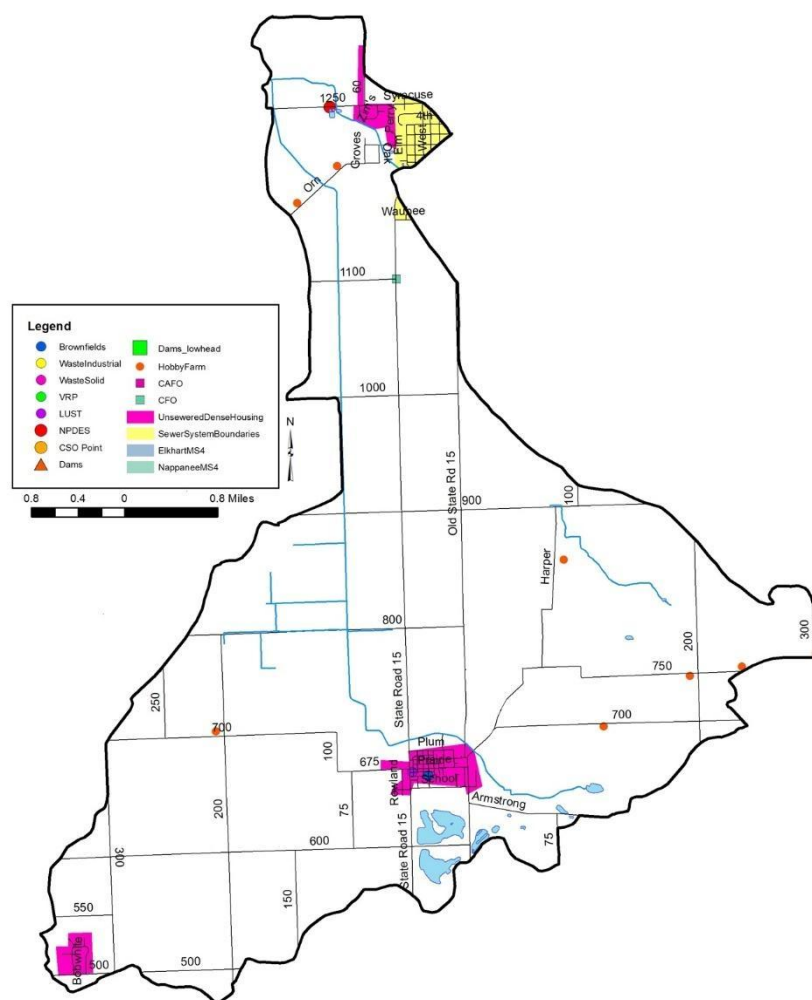 Syracuse
60
1250
Zim's
Perry
4th
Groves
Oak
Elm
West
Orn
Waubee
1100
Legend
Brownfields
WasteIndustrial
WasteSolid
VRP
LUST
NPDES
CSO Point
Dams
Dams_lowhead
HobbyFarm
CAFO
CFO
UnseweredDenseHousing
SewerSystemBoundaries
ElkhartMS4
NappaneeMS4
N
0.8 0.4 0 0.8 Miles
1000
Old State Rd 15
900
100
Harper
800
State Road 15
200
300
750
250
700
700
100
Plum
Prairie
675
School
Rowland
Armstrong
75
75
200
600
State Road 15
300
150
550
Bobwhite
500
500